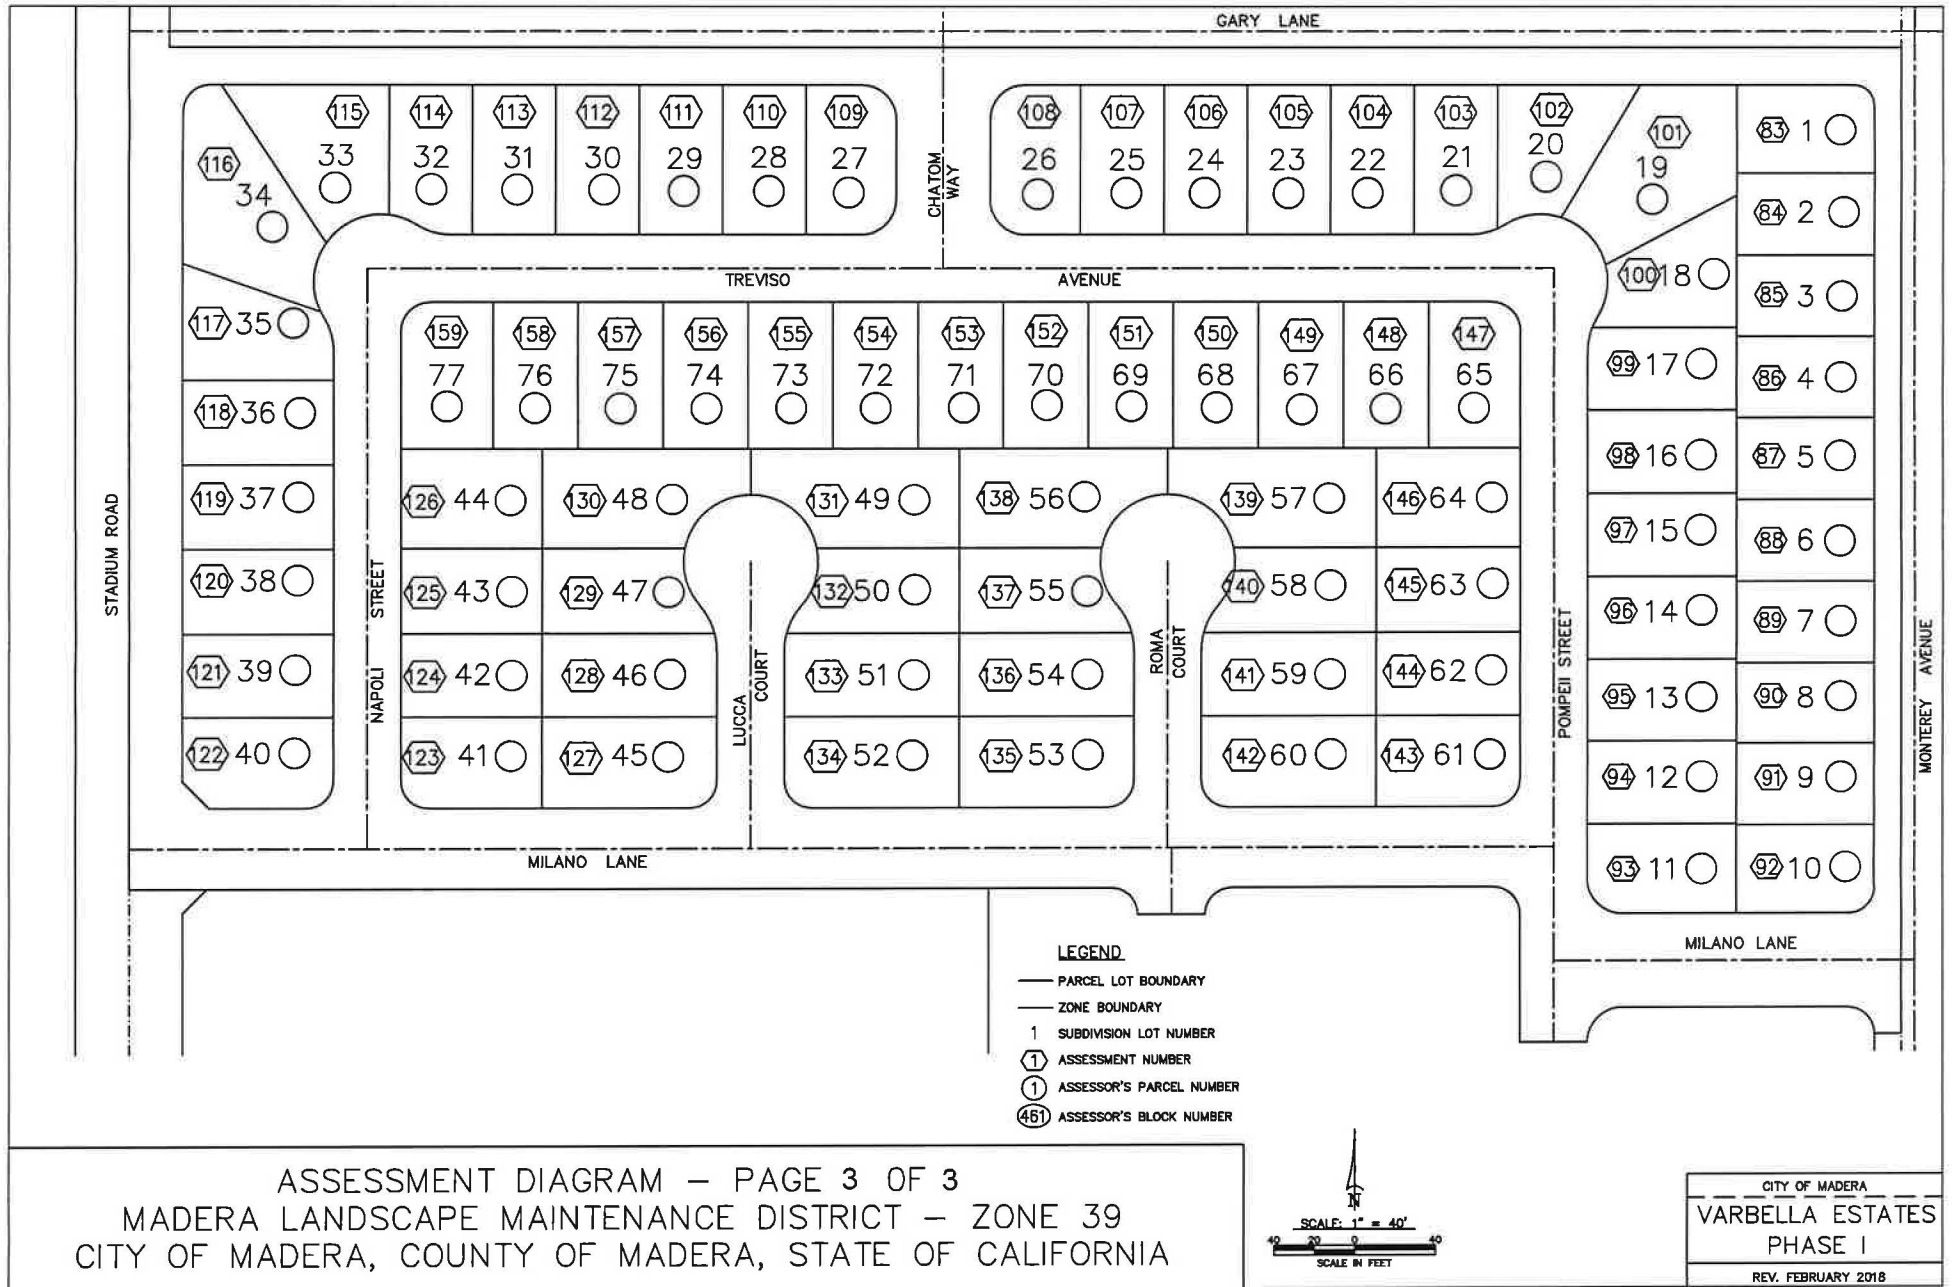 GARY LANE
115 114 113 112 111 110 109
33 32 31 30 29 28 27
116
34
CHATOM
WAY
108 107 106 105 104 103 102
26 25 24 23 22 21 20
101
19
83 1
84 2
85 3
86 4
87 5
88 6
89 7
90 8
91 9
92 10
100 18
99 17
98 16
97 15
96 14
95 13
94 12
93 11
TREVISO AVENUE
117 35
118 36
119 37
120 38
121 39
122 40
159 158 157 156 155 154 153 152 151 150 149 148 147
77 76 75 74 73 72 71 70 69 68 67 66 65
126 44 130 48 131 49 138 56 139 57 146 64
125 43 129 47 132 50 137 55 140 58 145 63
124 42 128 46 133 51 136 54 141 59 144 62
123 41 127 45 134 52 135 53 142 60 143 61
STADIUM ROAD
NAPOLI STREET
LUCCA
COURT
ROMA
COURT
POMPEII STREET
MONTEREY AVENUE
MILANO LANE
MILANO LANE
LEGEND
PARCEL LOT BOUNDARY
ZONE BOUNDARY
1 SUBDIVISION LOT NUMBER
1 ASSESSMENT NUMBER
1 ASSESSOR'S PARCEL NUMBER
461 ASSESSOR'S BLOCK NUMBER
ASSESSMENT DIAGRAM – PAGE 3 OF 3
MADERA LANDSCAPE MAINTENANCE DISTRICT – ZONE 39
CITY OF MADERA, COUNTY OF MADERA, STATE OF CALIFORNIA
N
SCALE: 1" = 40'
40 20 0 40
SCALE IN FEET
CITY OF MADERA
VARBELLA ESTATES
PHASE I
REV. FEBRUARY 2018